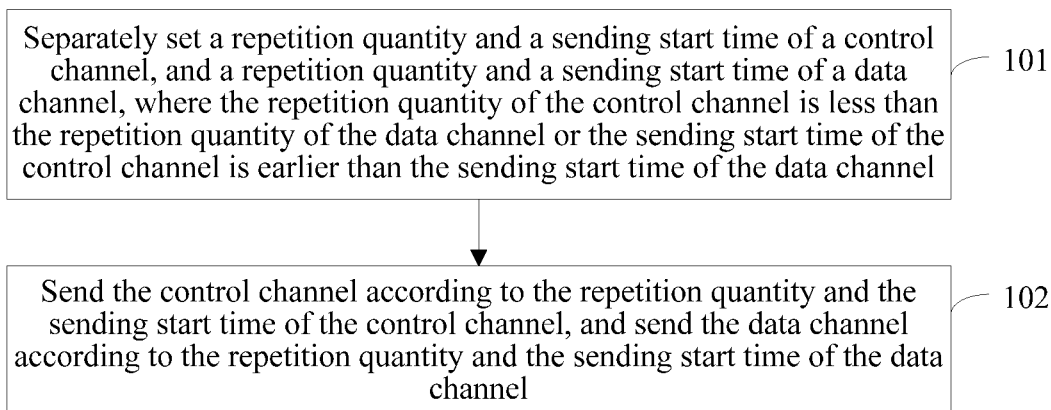 Separately set a repetition quantity and a sending start time of a control
channel, and a repetition quantity and a sending start time of a data
channel, where the repetition quantity of the control channel is less than
the repetition quantity of the data channel or the sending start time of the
control channel is earlier than the sending start time of the data channel
101
Send the control channel according to the repetition quantity and the
sending start time of the control channel, and send the data channel
according to the repetition quantity and the sending start time of the data
channel
102